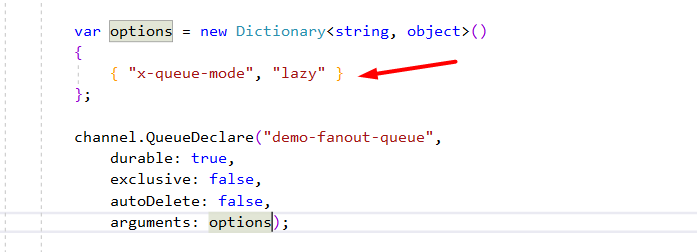 var options = new Dictionary<string, object>()
{
{ "x-queue-mode", "lazy" }
};
channel.QueueDeclare("demo-fanout-queue",
durable: true,
exclusive: false,
autoDelete: false,
arguments: options);